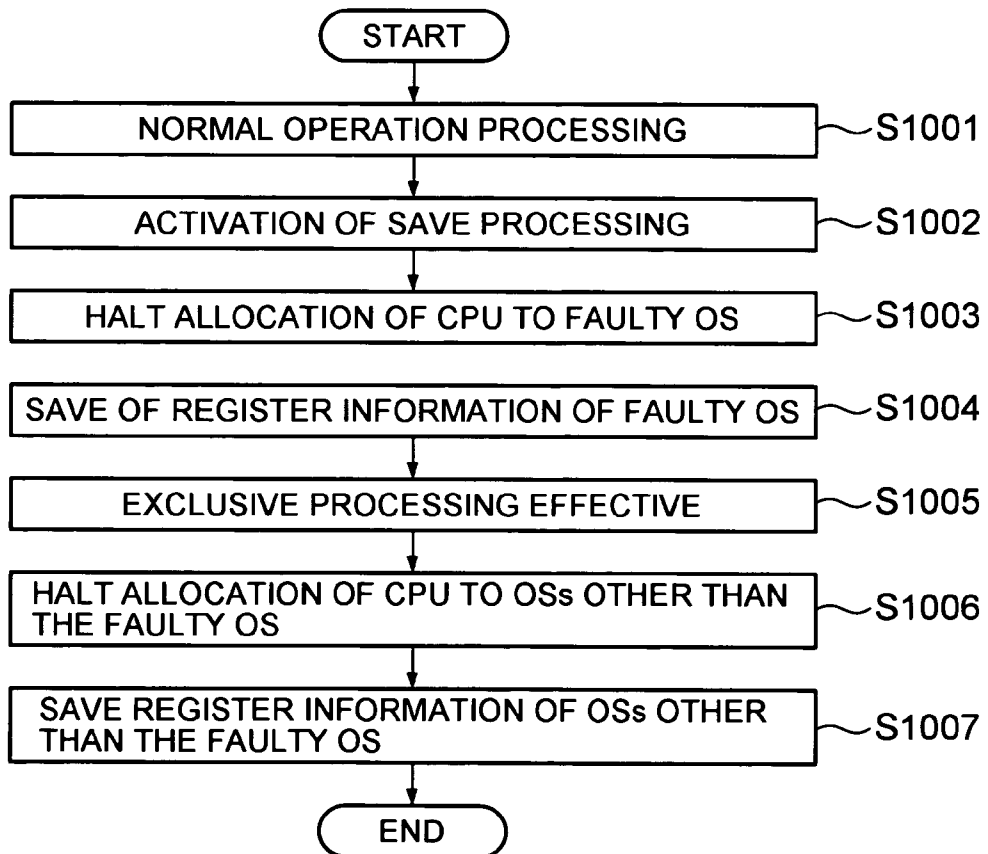 START
NORMAL OPERATION PROCESSING
S1001
ACTIVATION OF SAVE PROCESSING
S1002
HALT ALLOCATION OF CPU TO FAULTY OS
S1003
SAVE OF REGISTER INFORMATION OF FAULTY OS
S1004
EXCLUSIVE PROCESSING EFFECTIVE
S1005
HALT ALLOCATION OF CPU TO OSs OTHER THAN
THE FAULTY OS
S1006
SAVE REGISTER INFORMATION OF OSs OTHER
THAN THE FAULTY OS
S1007
END